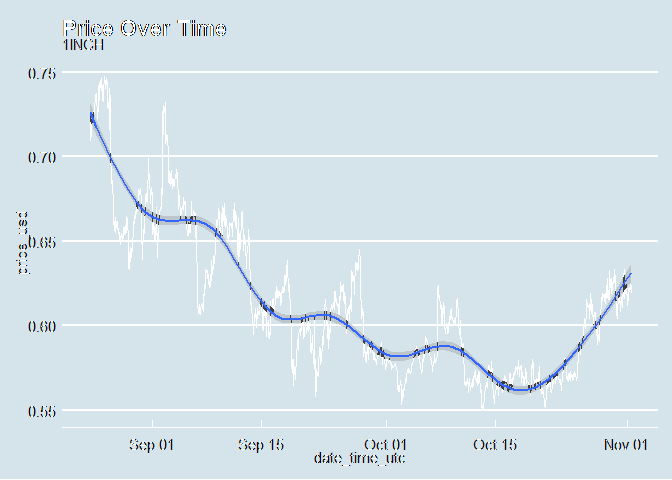 Price Over Time
1INCH
0.75
0.70
0.65
0.60
0.55
price_usd
Sep 01
Sep 15
Oct 01
Oct 15
Nov 01
date_time_utc